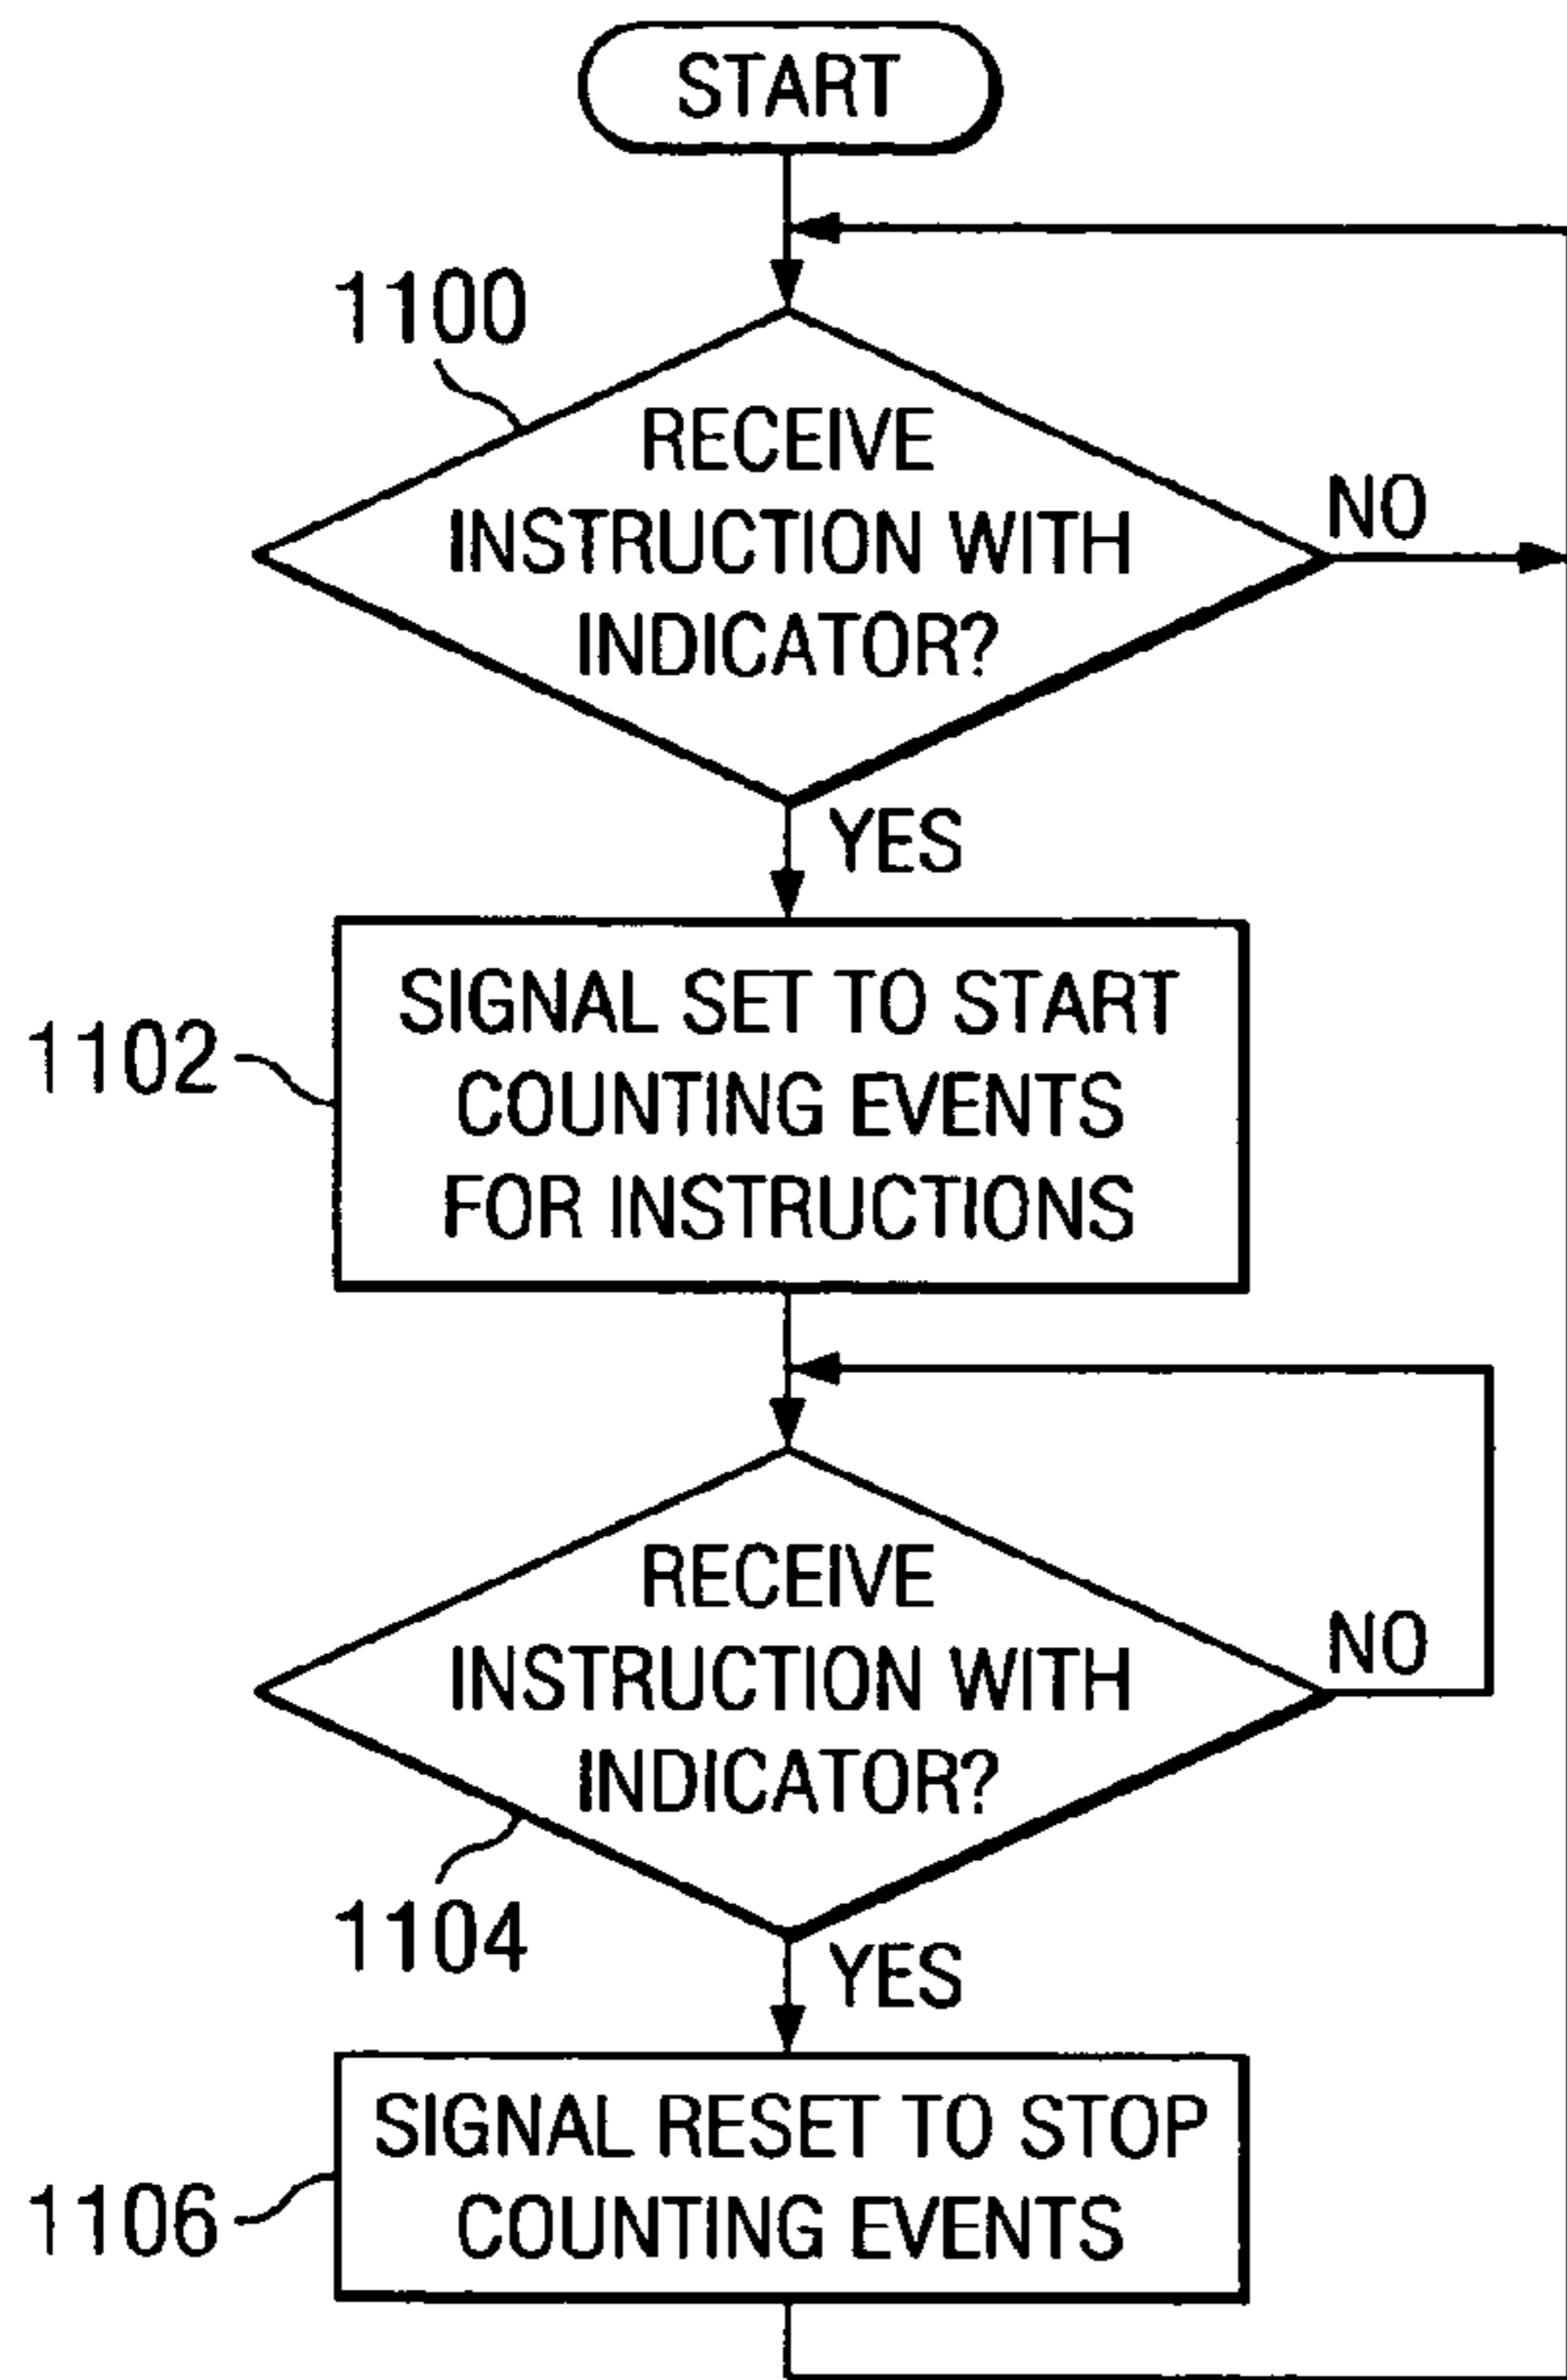 START
1100
RECEIVE
INSTRUCTION WITH
INDICATOR?
NO
YES
1102
SIGNAL SET TO START
COUNTING EVENTS
FOR INSTRUCTIONS
RECEIVE
INSTRUCTION WITH
INDICATOR?
NO
1104
YES
1106
SIGNAL RESET TO STOP
COUNTING EVENTS